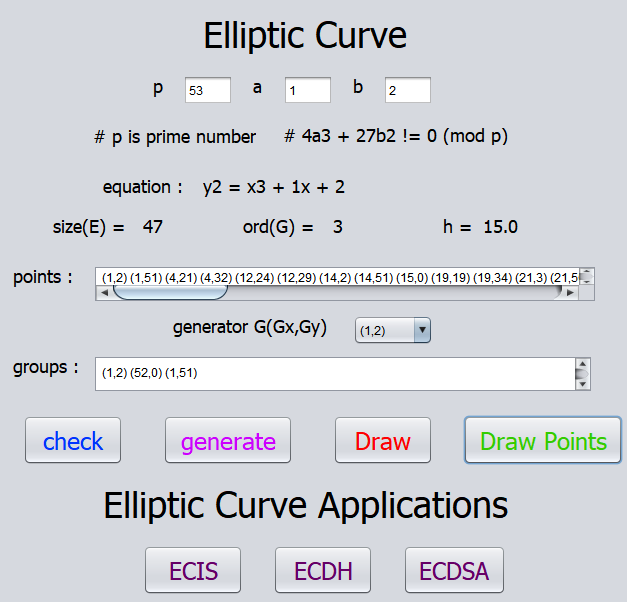 Elliptic Curve
p 53 a 1 b 2
# p is prime number # 4a3 + 27b2 != 0 (mod p)
equation : y2 = x3 + 1x + 2
size(E) = 47 ord(G) = 3 h = 15.0
points : (1,2) (1,51) (4,21) (4,32) (12,24) (12,29) (14,2) (14,51) (15,0) (19,19) (19,34) (21,3) (21,5
generator G(Gx,Gy) (1,2)
groups : (1,2) (52,0) (1,51)
check generate Draw Draw Points
Elliptic Curve Applications
ECIS ECDH ECDSA